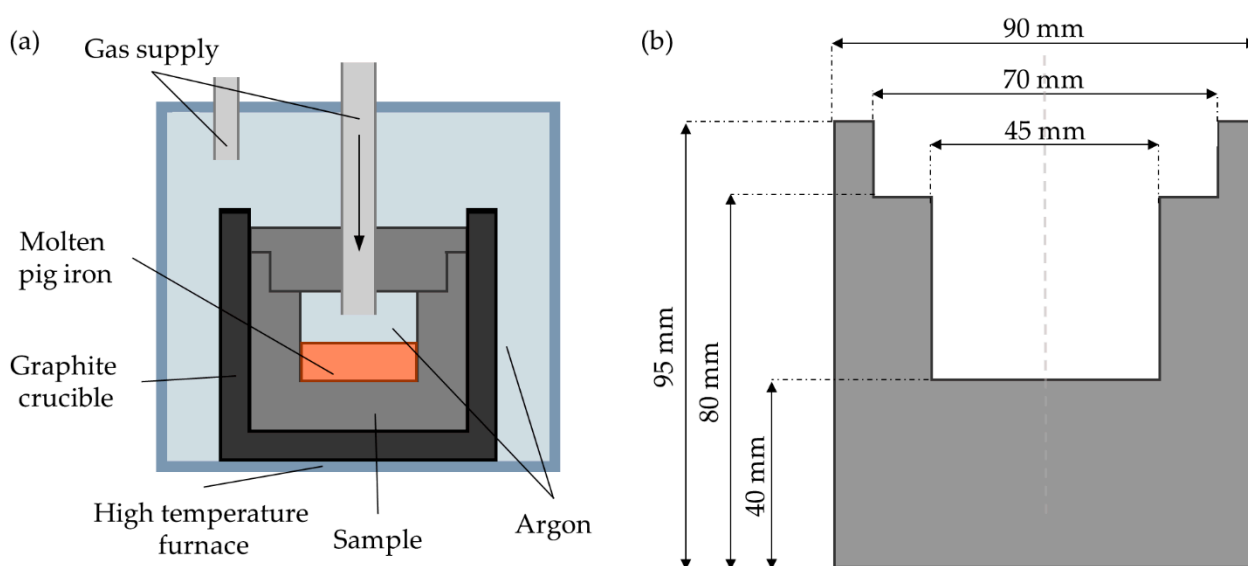 (a)
Gas supply
Molten
pig iron
Graphite
crucible
High temperature
furnace
Sample
Argon
(b)
90 mm
70 mm
45 mm
95 mm
80 mm
40 mm